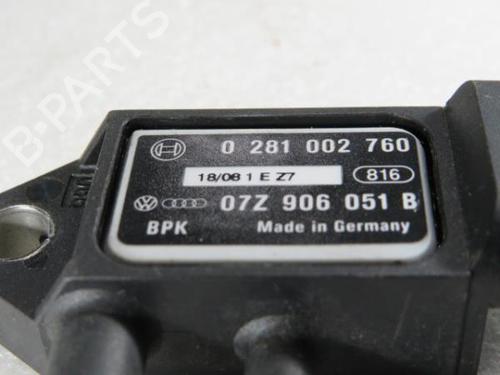 B-PARTS
0 281 002 760
18/08 1 E Z7
816
07Z 906 051 B
BPK Made in Germany